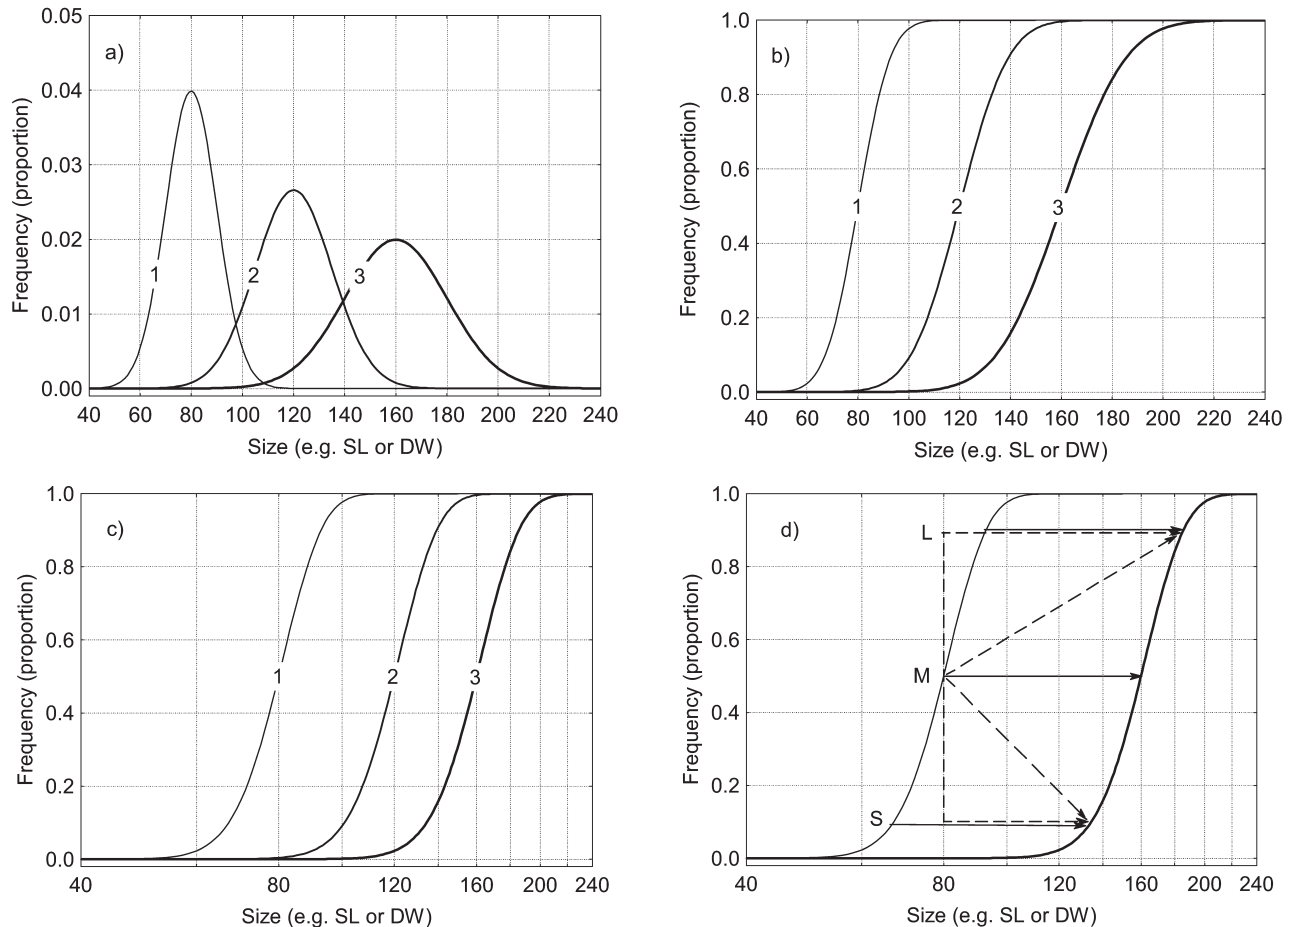 a)
0.05
0.04
0.03
0.02
0.01
0.00
Frequency (proportion)
1
2
3
40 60 80 100 120 140 160 180 200 220 240
Size (e.g. SL or DW)
b)
1.0
0.8
0.6
0.4
0.2
0.0
Frequency (proportion)
1
2
3
40 60 80 100 120 140 160 180 200 220 240
Size (e.g. SL or DW)
c)
1.0
0.8
0.6
0.4
0.2
0.0
Frequency (proportion)
1
2
3
40 80 120 160 200 240
Size (e.g. SL or DW)
d)
1.0
0.8
0.6
0.4
0.2
0.0
Frequency (proportion)
L
M
S
40 80 120 160 200 240
Size (e.g. SL or DW)